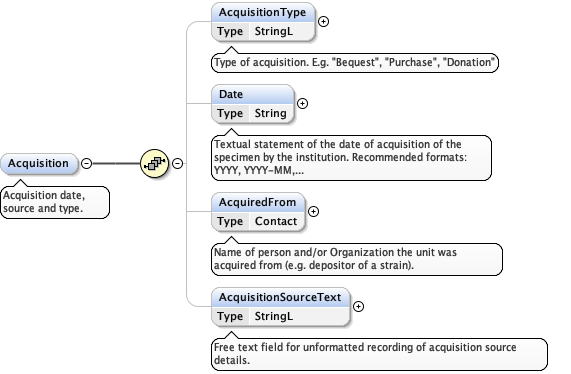 AcquisitionType
Type StringL
Type of acquisition. E.g. "Bequest", "Purchase", "Donation"
Date
Type String
Textual statement of the date of acquisition of the
specimen by the institution. Recommended formats:
YYYY, YYYY-MM,...
Acquisition
Acquisition date,
source and type.
AcquiredFrom
Type Contact
Name of person and/or Organization the unit was
acquired from (e.g. depositor of a strain).
AcquisitionSourceText
Type StringL
Free text field for unformatted recording of acquisition source
details.